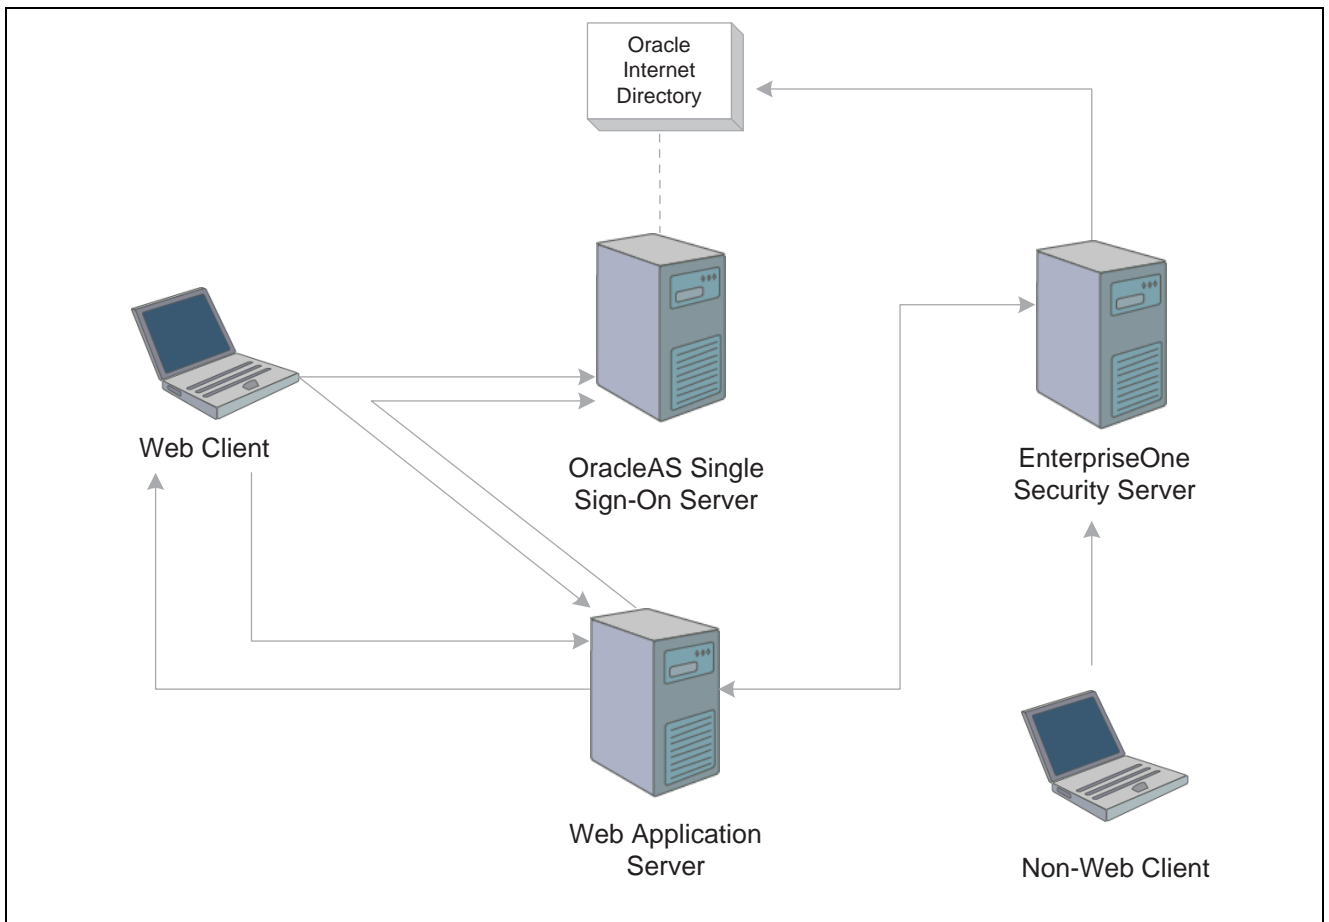 Oracle
Internet
Directory
Web Client
OracleAS Single
Sign-On Server
EnterpriseOne
Security Server
Web Application
Server
Non-Web Client